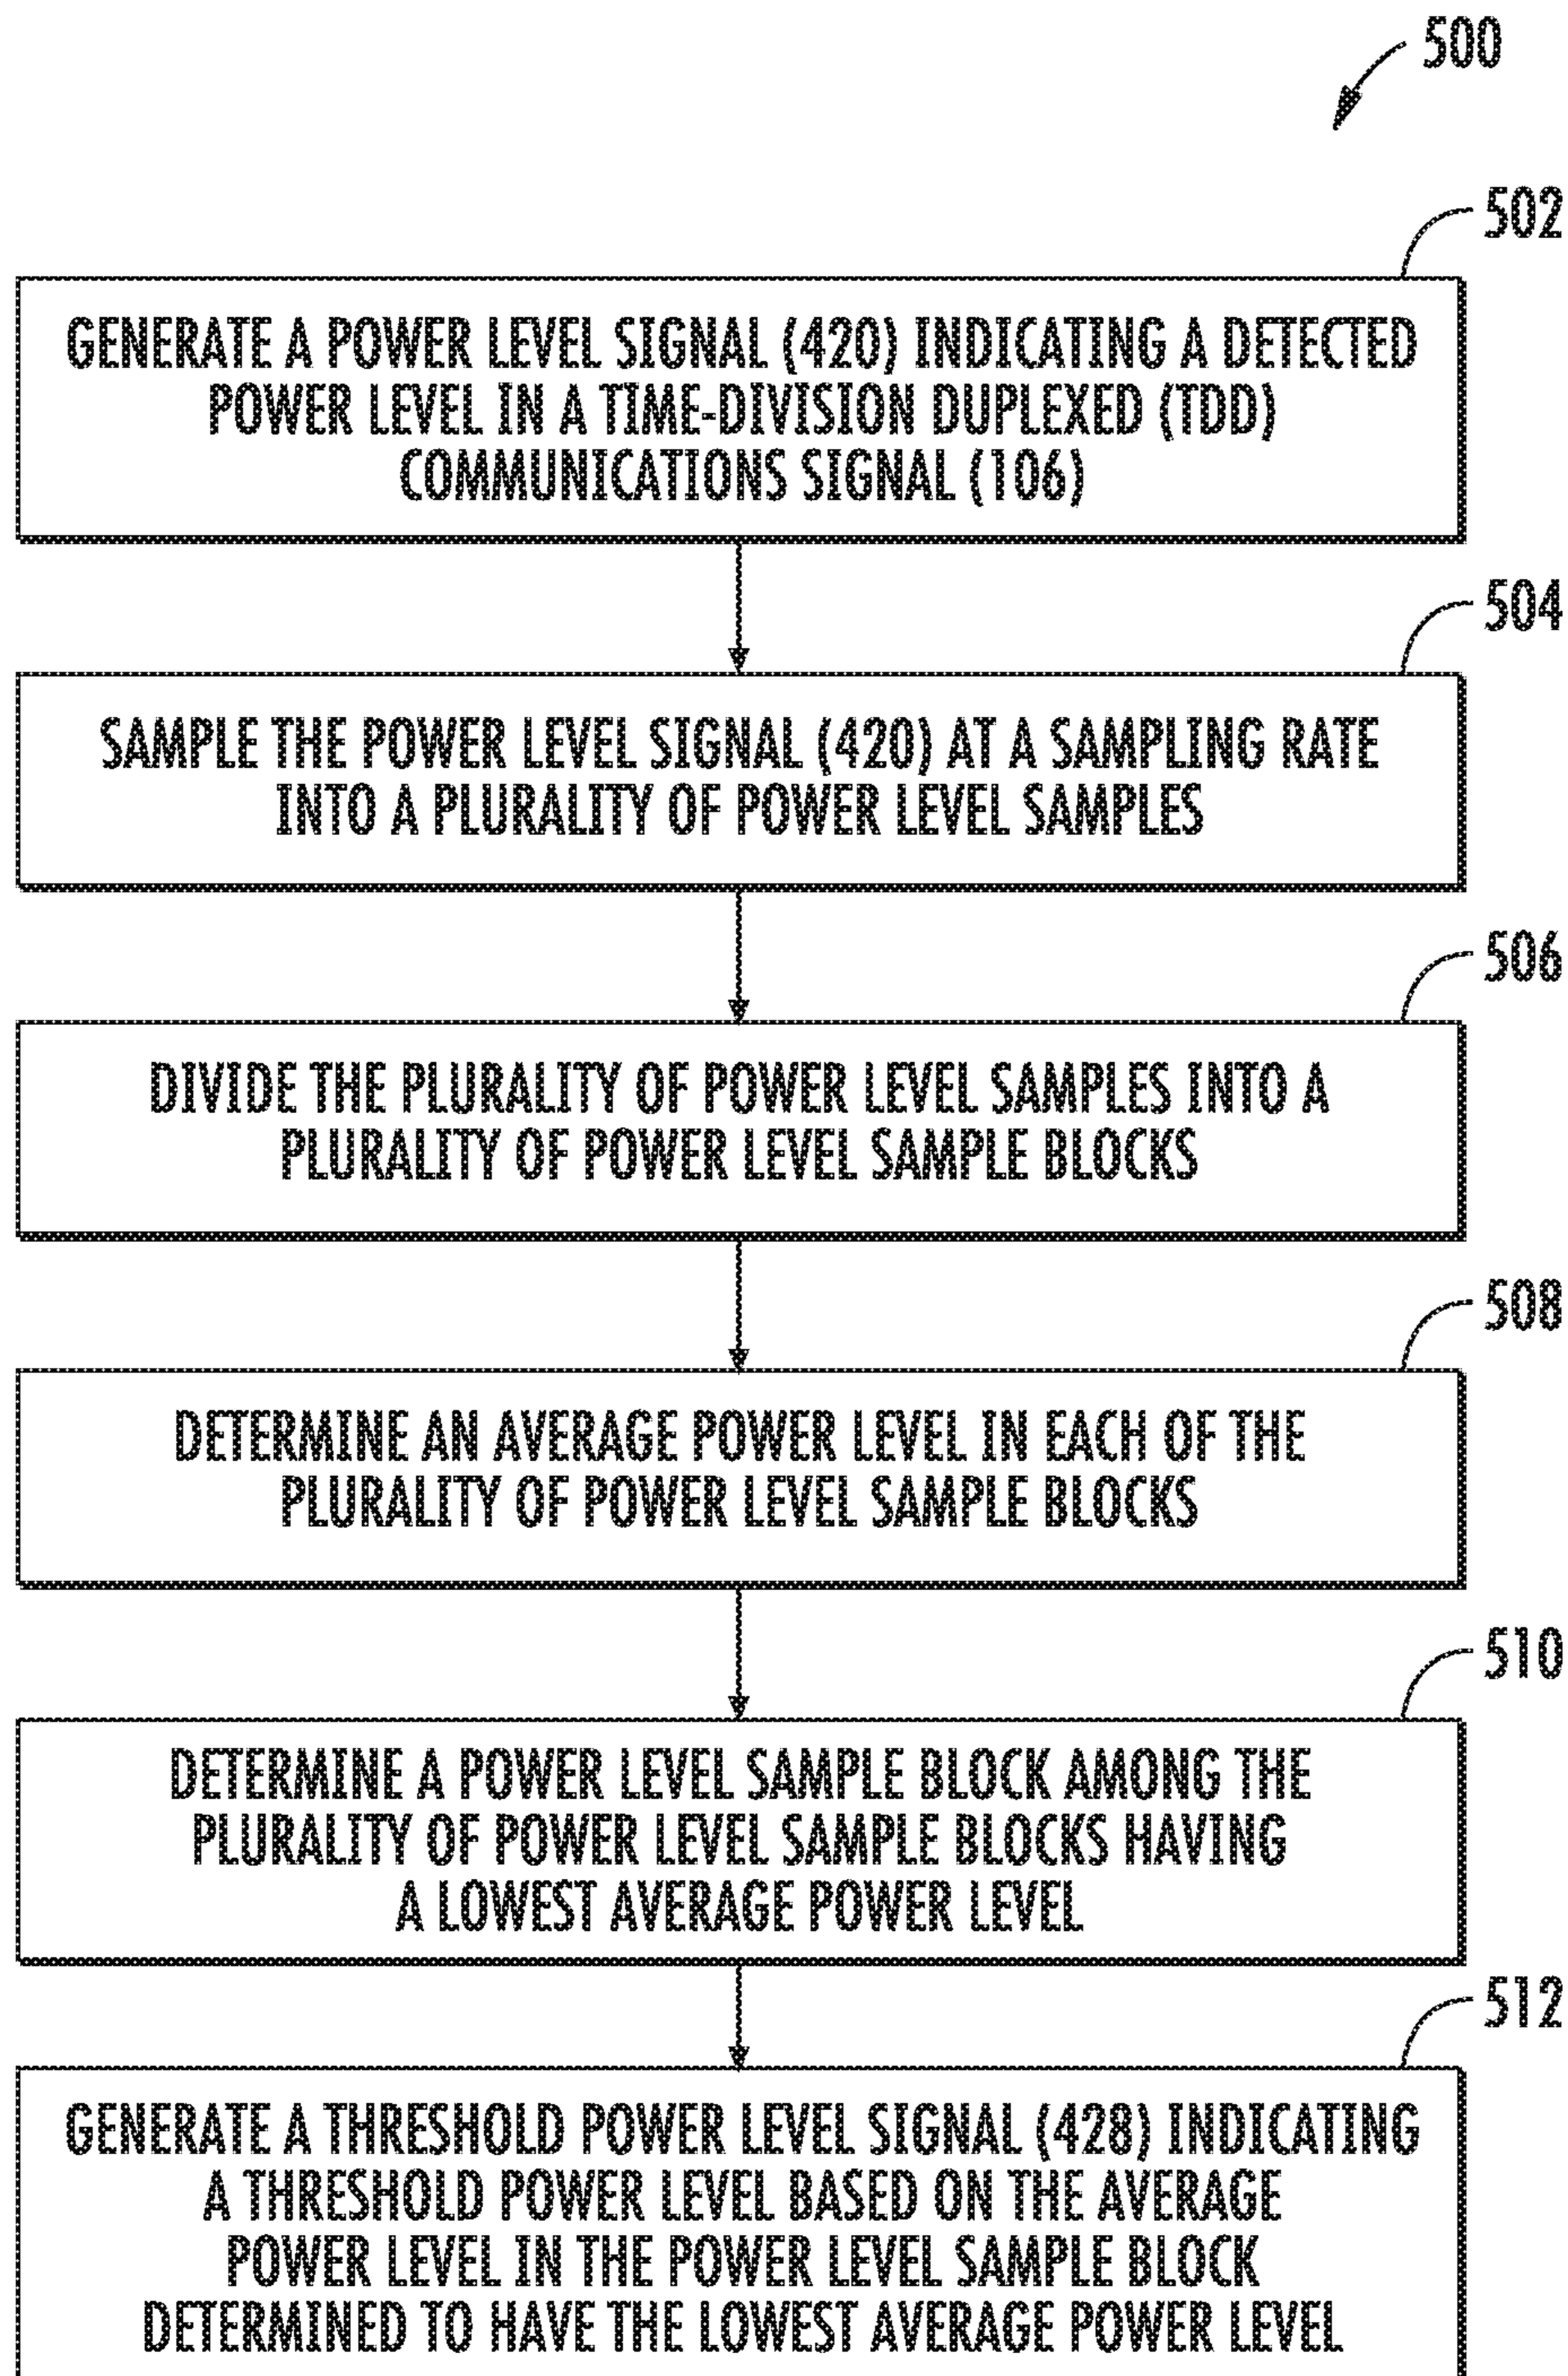 500
502
GENERATE A POWER LEVEL SIGNAL (420) INDICATING A DETECTED
POWER LEVEL IN A TIME-DIVISION DUPLEXED (TDD)
COMMUNICATIONS SIGNAL (106)
504
SAMPLE THE POWER LEVEL SIGNAL (420) AT A SAMPLING RATE
INTO A PLURALITY OF POWER LEVEL SAMPLES
506
DIVIDE THE PLURALITY OF POWER LEVEL SAMPLES INTO A
PLURALITY OF POWER LEVEL SAMPLE BLOCKS
508
DETERMINE AN AVERAGE POWER LEVEL IN EACH OF THE
PLURALITY OF POWER LEVEL SAMPLE BLOCKS
510
DETERMINE A POWER LEVEL SAMPLE BLOCK AMONG THE
PLURALITY OF POWER LEVEL SAMPLE BLOCKS HAVING
A LOWEST AVERAGE POWER LEVEL
512
GENERATE A THRESHOLD POWER LEVEL SIGNAL (428) INDICATING
A THRESHOLD POWER LEVEL BASED ON THE AVERAGE
POWER LEVEL IN THE POWER LEVEL SAMPLE BLOCK
DETERMINED TO HAVE THE LOWEST AVERAGE POWER LEVEL